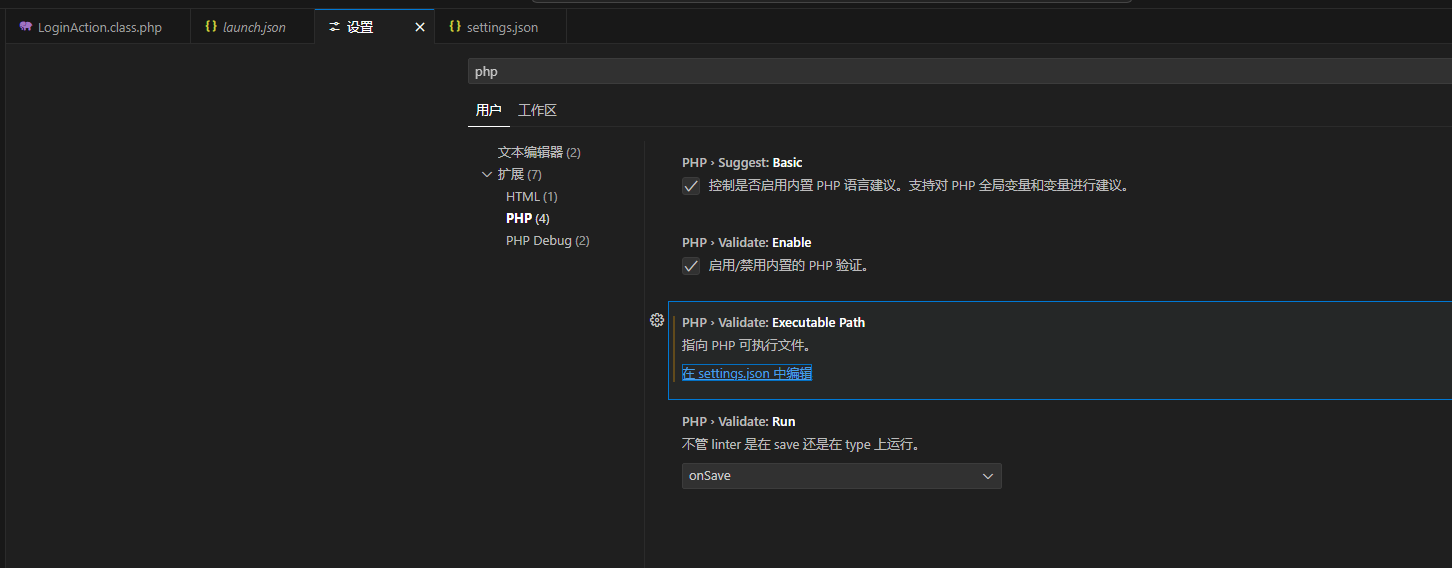 LoginAction.class.php
{} launch.json
设置
{} settings.json
php
用户 工作区
文本编辑器 (2)
扩展 (7)
HTML (1)
PHP (4)
PHP Debug (2)
PHP › Suggest: Basic
控制是否启用内置 PHP 语言建议。支持对 PHP 全局变量和变量进行建议。
PHP › Validate: Enable
启用/禁用内置的 PHP 验证。
PHP › Validate: Executable Path
指向 PHP 可执行文件。
在 settings.json 中编辑
PHP › Validate: Run
不管 linter 是在 save 还是在 type 上运行。
onSave